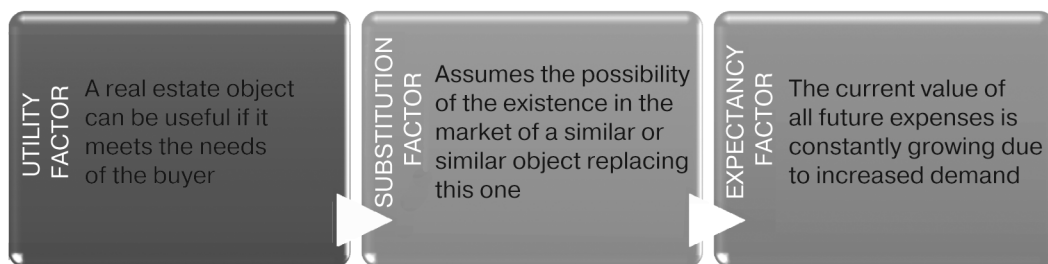 UTILITY
FACTOR
A real estate object
can be useful if it
meets the needs
of the buyer
SUBSTITUTION
FACTOR
Assumes the possibility
of the existence in the
market of a similar or
similar object replacing
this one
EXPECTANCY
FACTOR
The current value of
all future expenses is
constantly growing due
to increased demand